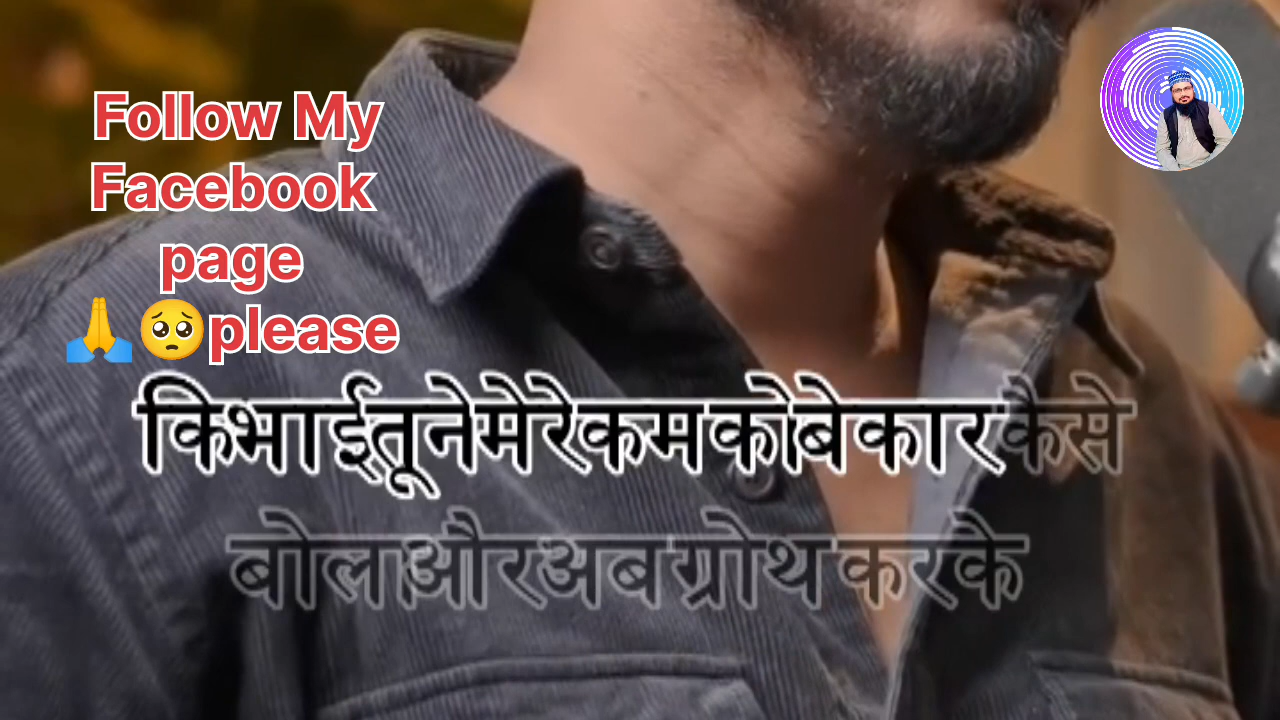 Follow My
Facebook
page
🙏🥺please
कि भाई तूने मेरे कम को बेकार कैसे
बोला और अब ग्रोथ करके